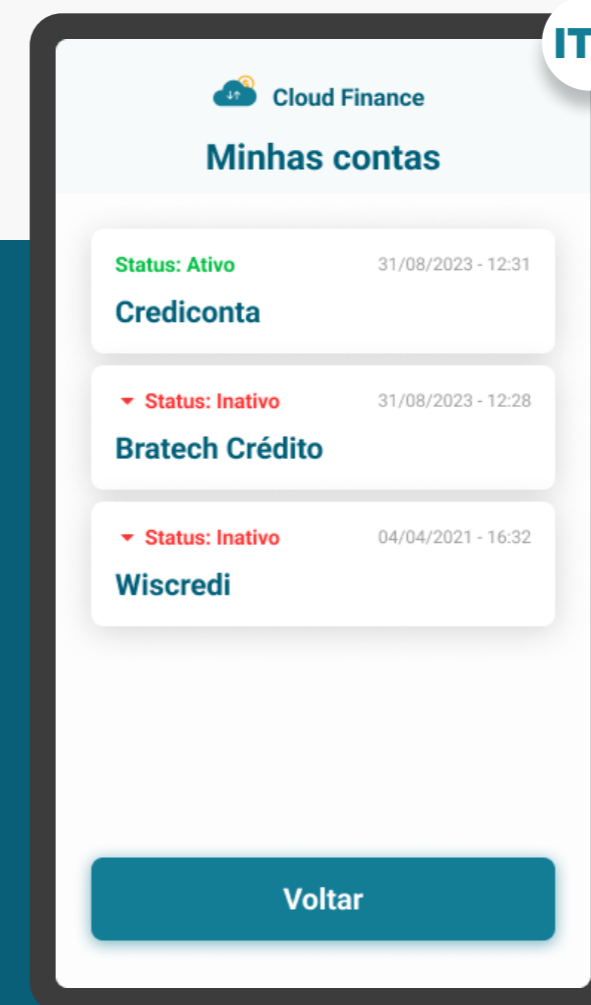 IT
Cloud Finance
Minhas contas
Status: Ativo 31/08/2023 - 12:31
Crediconta
Status: Inativo 31/08/2023 - 12:28
Bratech Crédito
Status: Inativo 04/04/2021 - 16:32
Wiscredi
Voltar